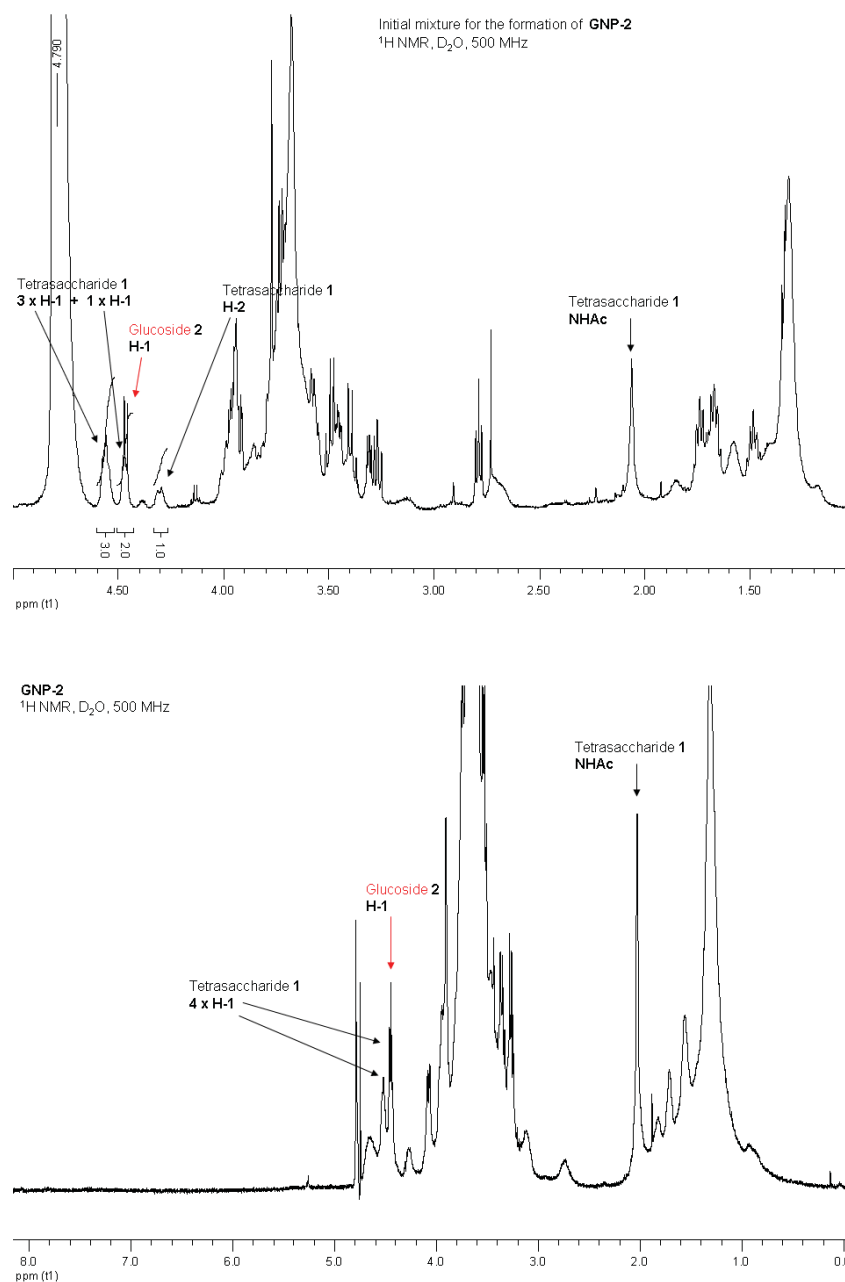 Initial mixture for the formation of GNP-2
¹H NMR, D₂O, 500 MHz
4.790
Tetrasaccharide 1
3 x H-1 + 1 x H-1
Glucoside 2
H-1
Tetrasaccharide 1
H-2
Tetrasaccharide 1
NHAc
3.0
2.0
1.0
4.50 4.00 3.50 3.00 2.50 2.00 1.50
ppm (t1)
GNP-2
¹H NMR, D₂O, 500 MHz
Tetrasaccharide 1
NHAc
Glucoside 2
H-1
Tetrasaccharide 1
4 x H-1
8.0 7.0 6.0 5.0 4.0 3.0 2.0 1.0 0.0
ppm (t1)